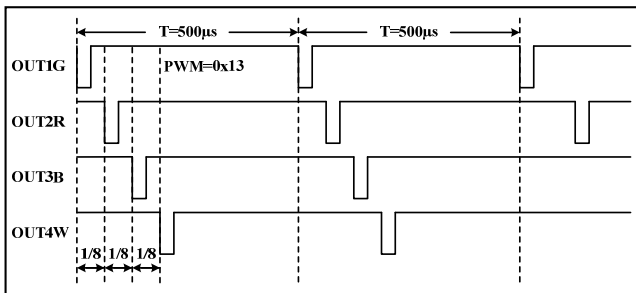 T=500μs T=500μs
OUT1G PWM=0x13
OUT2R
OUT3B
OUT4W
1/8 1/8 1/8